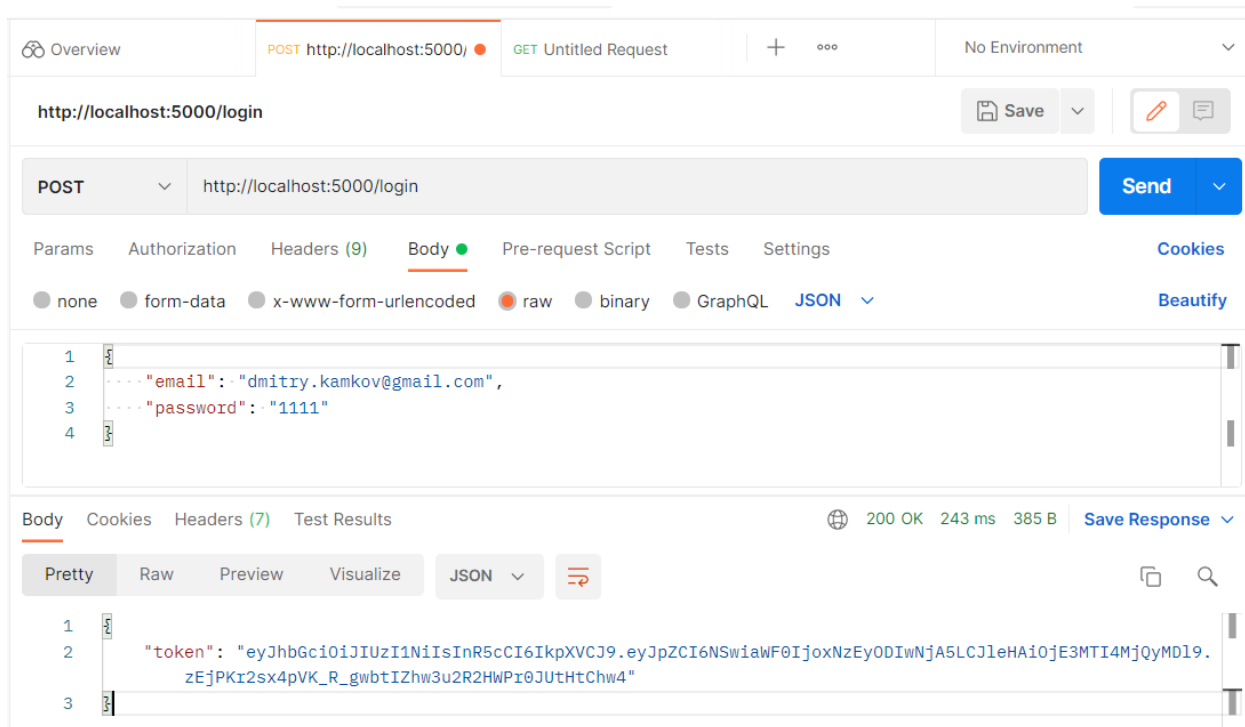 Overview
POST http://localhost:5000/
GET Untitled Request
No Environment
http://localhost:5000/login
Save
POST
http://localhost:5000/login
Send
Params Authorization Headers (9) Body Pre-request Script Tests Settings Cookies
none form-data x-www-form-urlencoded raw binary GraphQL JSON Beautify
1 {
2 "email": "dmitry.kamkov@gmail.com",
3 "password": "1111"
4 }
Body Cookies Headers (7) Test Results 200 OK 243 ms 385 B Save Response
Pretty Raw Preview Visualize JSON
1 {
2 "token": "eyJhbGciOiJIUzI1NiIsInR5cCI6IkpXVCJ9.eyJpZCI6NSwiaWF0IjoxNzEyODIwNjA5LCJleHAiOjE3MTI4MjQyMDl9.
zEjPKr2sx4pVK_R_gwbtIZhw3u2R2HWPr0JUtHtChw4"
3 }